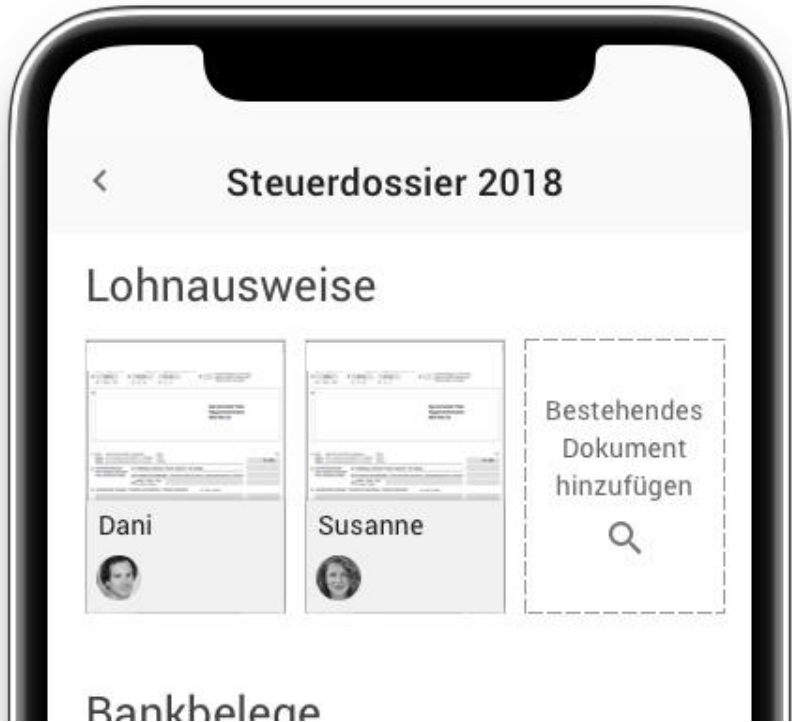 Steuerdossier 2018
Lohnausweise
Dani
Susanne
Bestehendes
Dokument
hinzufügen
Bankbelege